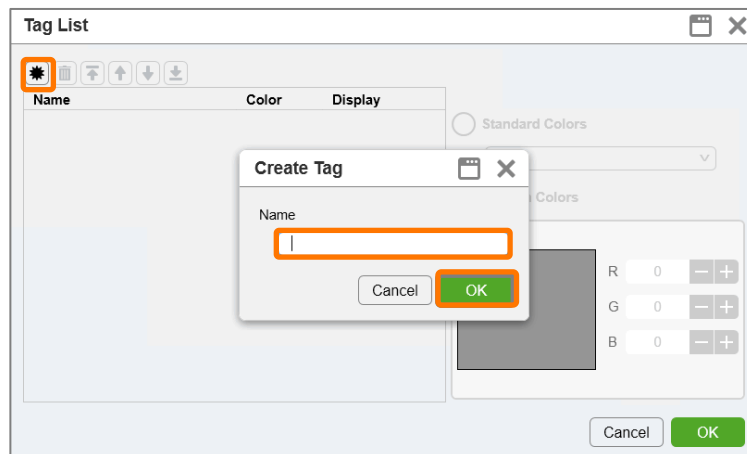 Tag List
Name Color Display
Standard Colors
Create Tag
Colors
Name
R 0
Cancel OK
G 0
B 0
Cancel OK